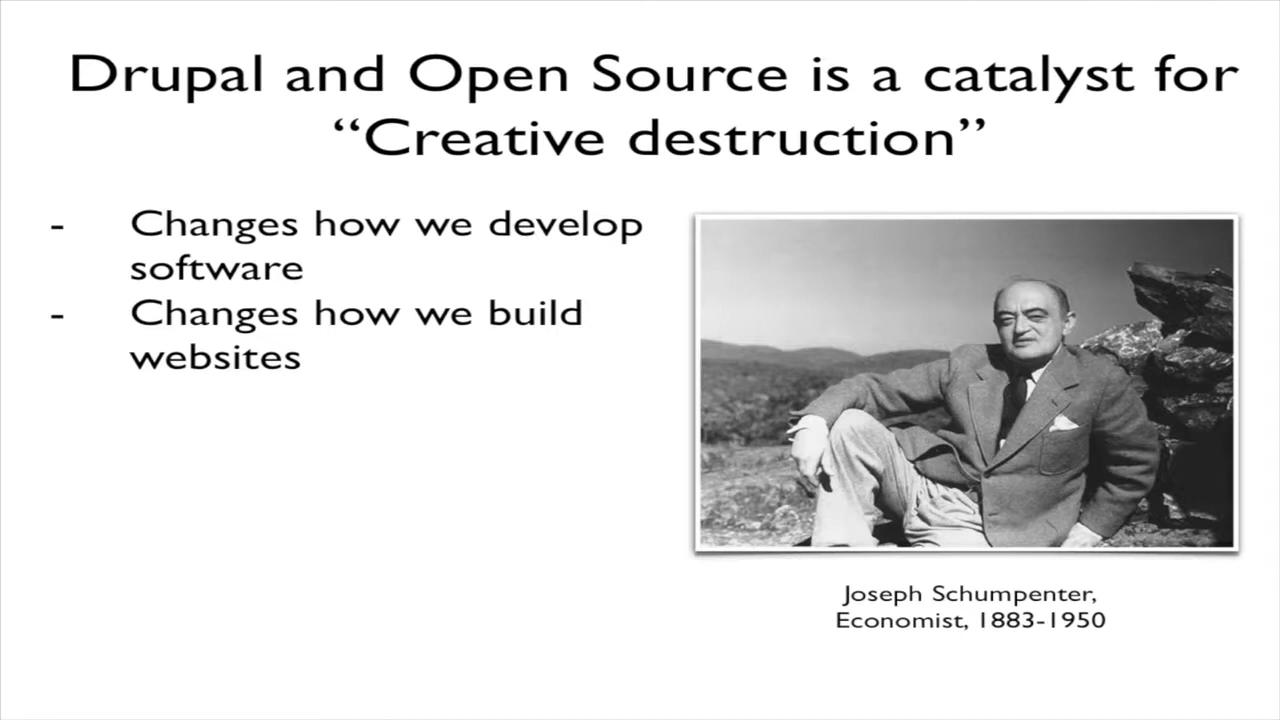 Drupal and Open Source is a catalyst for
“Creative destruction”
- Changes how we develop
software
- Changes how we build
websites
Joseph Schumpenter,
Economist, 1883-1950